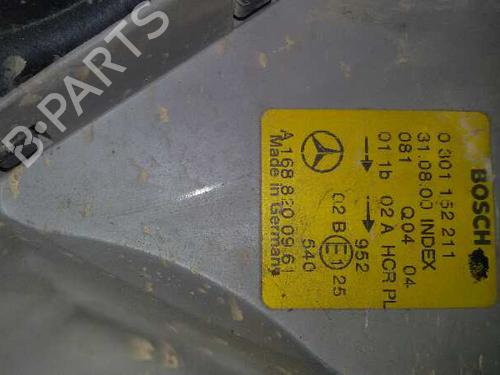 B PARTS
BOSCH
0 301 152 211
31.08.00 INDEX
081 Q04 04
01 1b 02 A HCR PL
952
02 B E1 25
540
A 168 820 09 61
Made in Germany